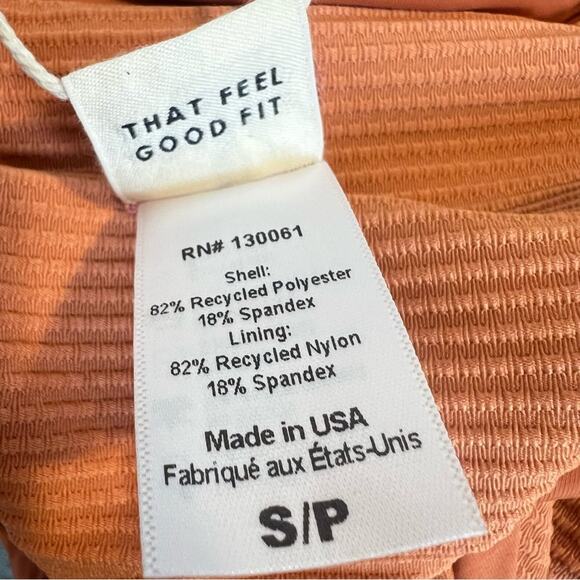 THAT FEEL
GOOD FIT
RN# 130061
Shell:
82% Recycled Polyester
18% Spandex
Lining:
82% Recycled Nylon
18% Spandex
Made in USA
Fabriqué aux États-Unis
S/P